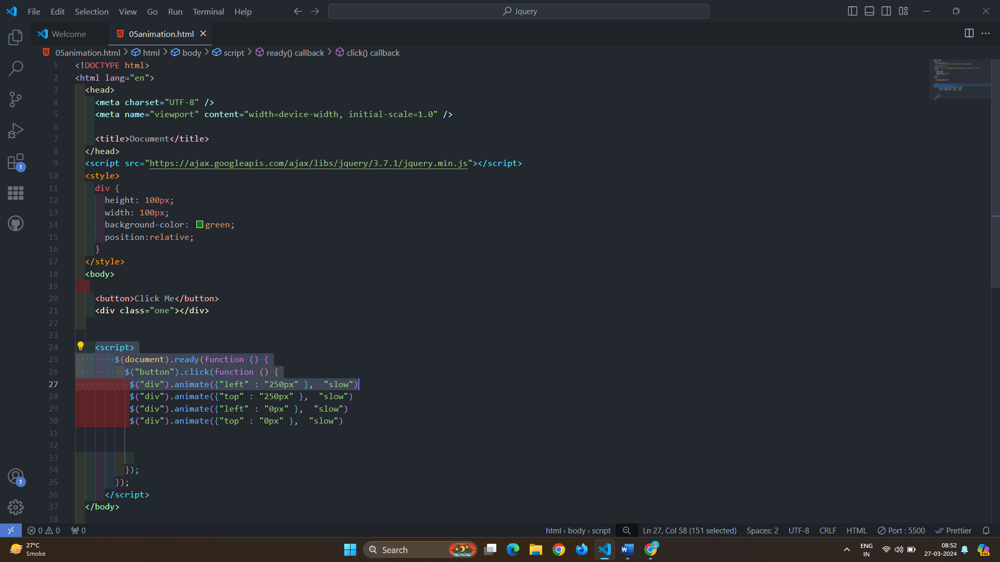 File Edit Selection View Go Run Terminal Help
Jquery
Welcome
05animation.html
05animation.html > html > body > script > ready() callback > click() callback
1 <!DOCTYPE html>
2 <html lang="en">
3 <head>
4 <meta charset="UTF-8" />
5 <meta name="viewport" content="width=device-width, initial-scale=1.0" />
6
7 <title>Document</title>
8 </head>
9 <script src="https://ajax.googleapis.com/ajax/libs/jquery/3.7.1/jquery.min.js"></script>
10 <style>
11 div {
12 height: 100px;
13 width: 100px;
14 background-color: green;
15 position:relative;
16 }
17 </style>
18 <body>
19
20 <button>Click Me</button>
21 <div class="one"></div>
22
23
24 <script>
25 $(document).ready(function () {
26 $("button").click(function () {
27 $("div").animate({"left" : "250px" },  "slow")
28 $("div").animate({"top" : "250px" },  "slow")
29 $("div").animate({"left" : "0px" },  "slow")
30 $("div").animate({"top" : "0px" },  "slow")
31
32
33
34 });
35 });
36 </script>
37 </body>
38
1
1
0 0 0
html › body › script
Ln 27, Col 58 (151 selected) Spaces: 2 UTF-8 CRLF HTML Port : 5500 Prettier
27°C
Smoke
Search
ENG
IN
08:52
27-03-2024
PRE